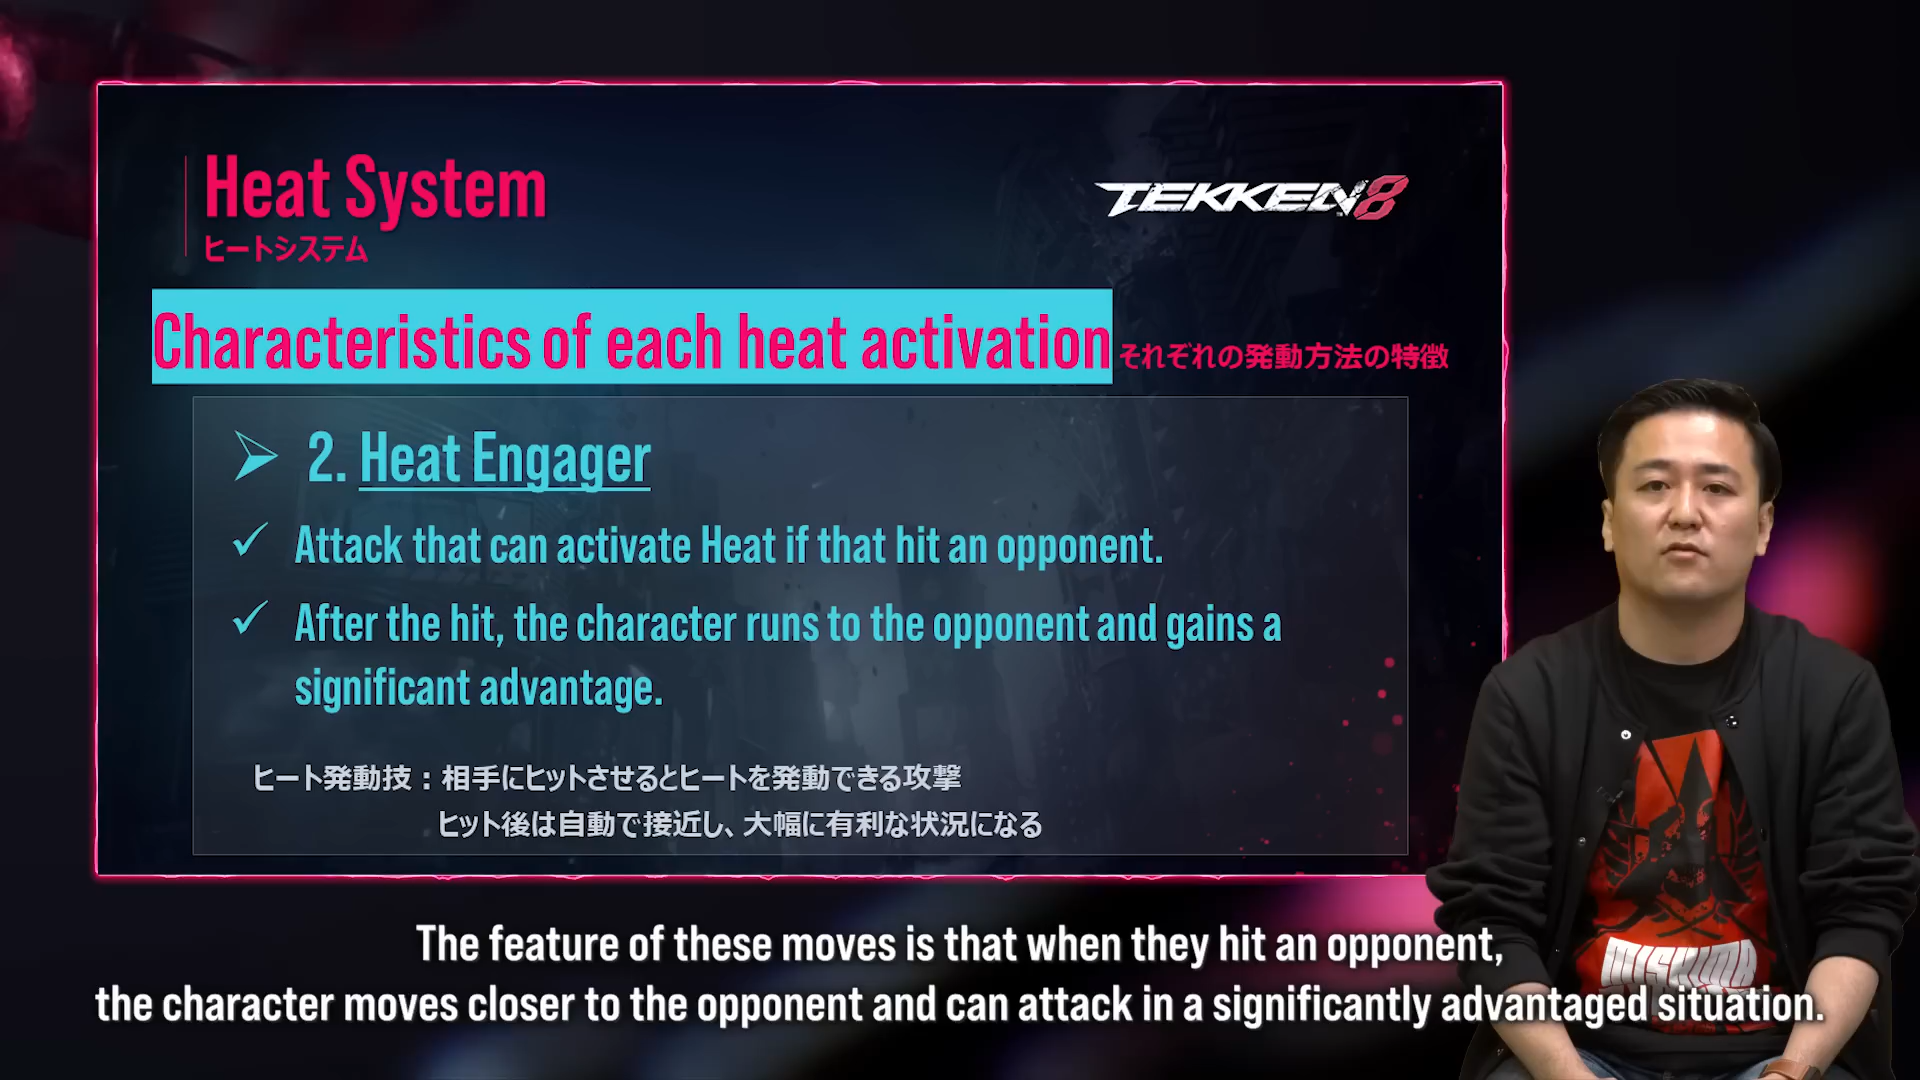 Heat System
ヒートシステム
TEKKEN 8
Characteristics of each heat activation それぞれの発動方法の特徴
2. Heat Engager
Attack that can activate Heat if that hit an opponent.
After the hit, the character runs to the opponent and gains a
significant advantage.
ヒート発動技：相手にヒットさせるとヒートを発動できる攻撃
ヒット後は自動で接近し、大幅に有利な状況になる
MISHIMA
The feature of these moves is that when they hit an opponent,
the character moves closer to the opponent and can attack in a significantly advantaged situation.